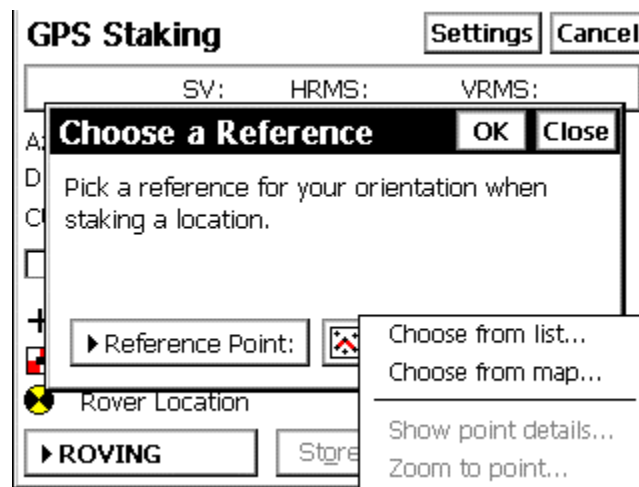 GPS Staking
Settings
Cancel
SV: HRMS: VRMS:
Choose a Reference
OK
Close
Pick a reference for your orientation when
staking a location.
Reference Point:
Choose from list...
Choose from map...
Show point details...
Zoom to point...
Rover Location
ROVING
Store